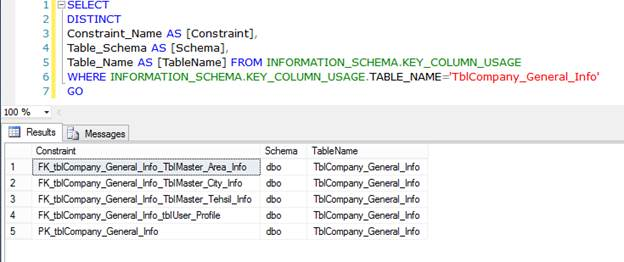 1 SELECT
2 DISTINCT
3 Constraint_Name AS [Constraint],
4 Table_Schema AS [Schema],
5 Table_Name AS [TableName] FROM INFORMATION_SCHEMA.KEY_COLUMN_USAGE
6 WHERE INFORMATION_SCHEMA.KEY_COLUMN_USAGE.TABLE_NAME='TblCompany_General_Info'
7 GO
100 %
Results Messages
Constraint Schema TableName
1 FK_tblCompany_General_Info_TblMaster_Area_Info dbo TblCompany_General_Info
2 FK_tblCompany_General_Info_TblMaster_City_Info dbo TblCompany_General_Info
3 FK_tblCompany_General_Info_TblMaster_Tehsil_Info dbo TblCompany_General_Info
4 FK_tblCompany_General_Info_tblUser_Profile dbo TblCompany_General_Info
5 PK_tblCompany_General_Info dbo TblCompany_General_Info